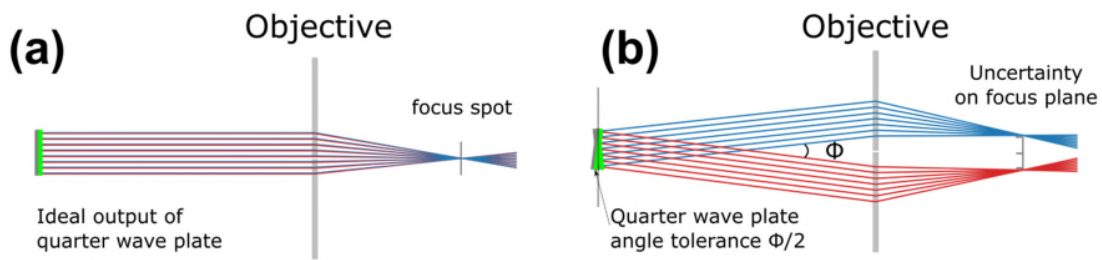 (a)
Objective
focus spot
Ideal output of
quarter wave plate
(b)
Objective
Uncertainty
on focus plane
Φ
Quarter wave plate
angle tolerance Φ/2